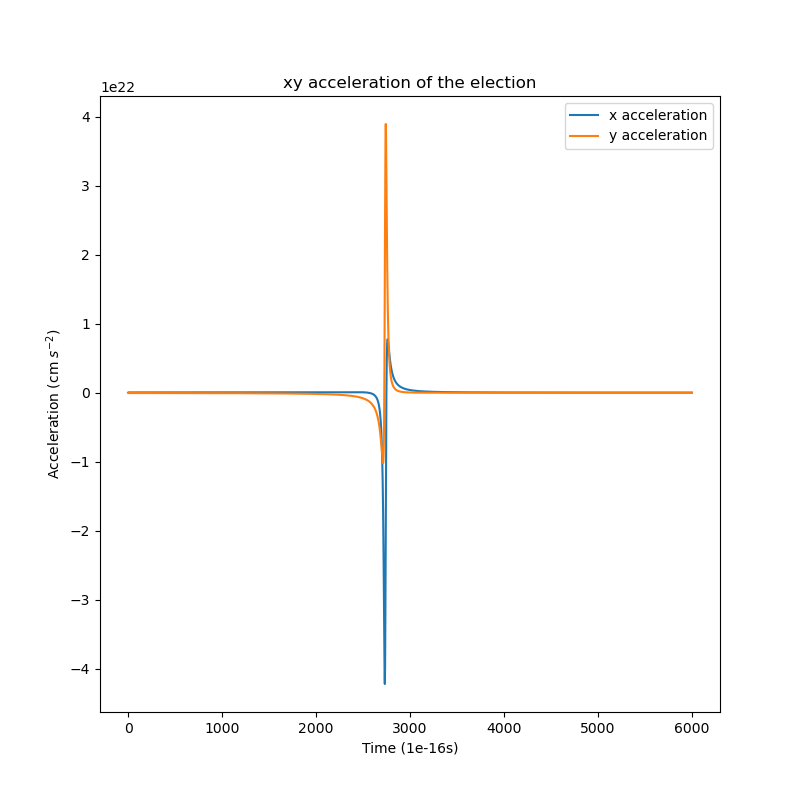 xy acceleration of the election
1e22
x acceleration
y acceleration
4
3
2
1
0
−1
−2
−3
−4
Acceleration (cm s⁻²)
0 1000 2000 3000 4000 5000 6000
Time (1e-16s)